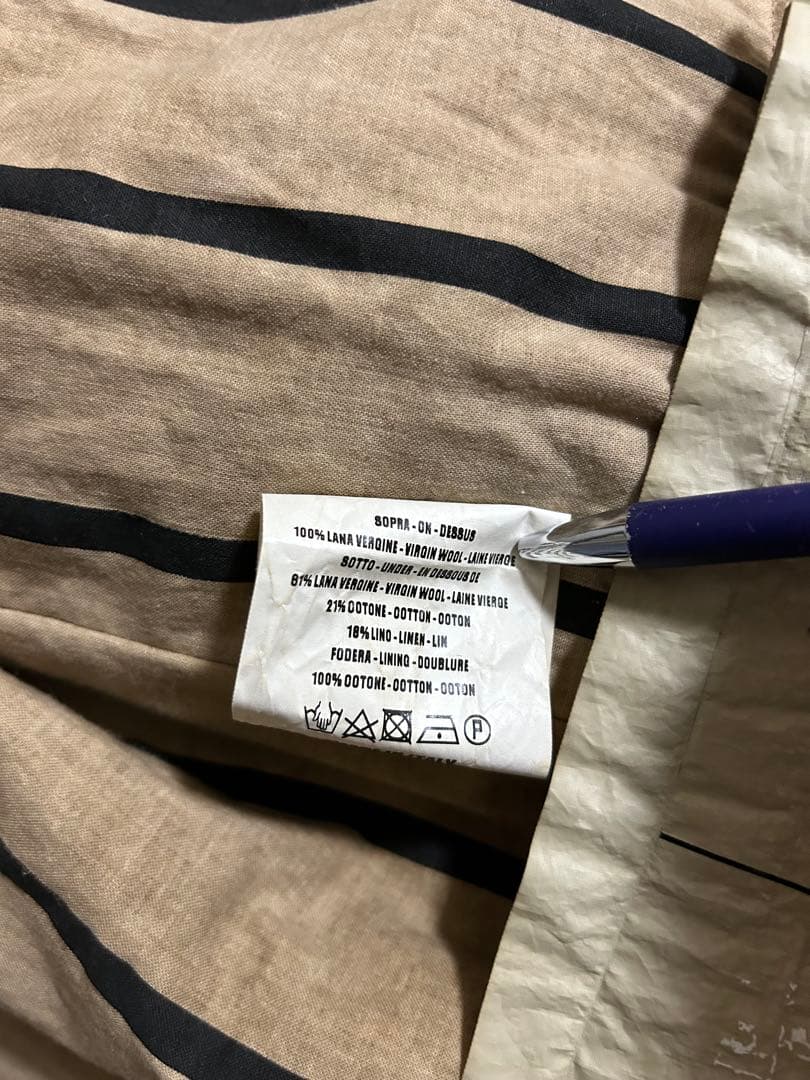 SOPRA - ON - DESSUS
100% LANA VERGINE - VIRGIN WOOL - LAINE VIERGE
SOTTO - UNDER - EN DESSOUS DE
61% LANA VERGINE - VIRGIN WOOL - LAINE VIERGE
21% COTONE - COTTON - COTON
18% LINO - LINEN - LIN
FODERA - LINING - DOUBLURE
100% COTONE - COTTON - COTON
P
ITALY